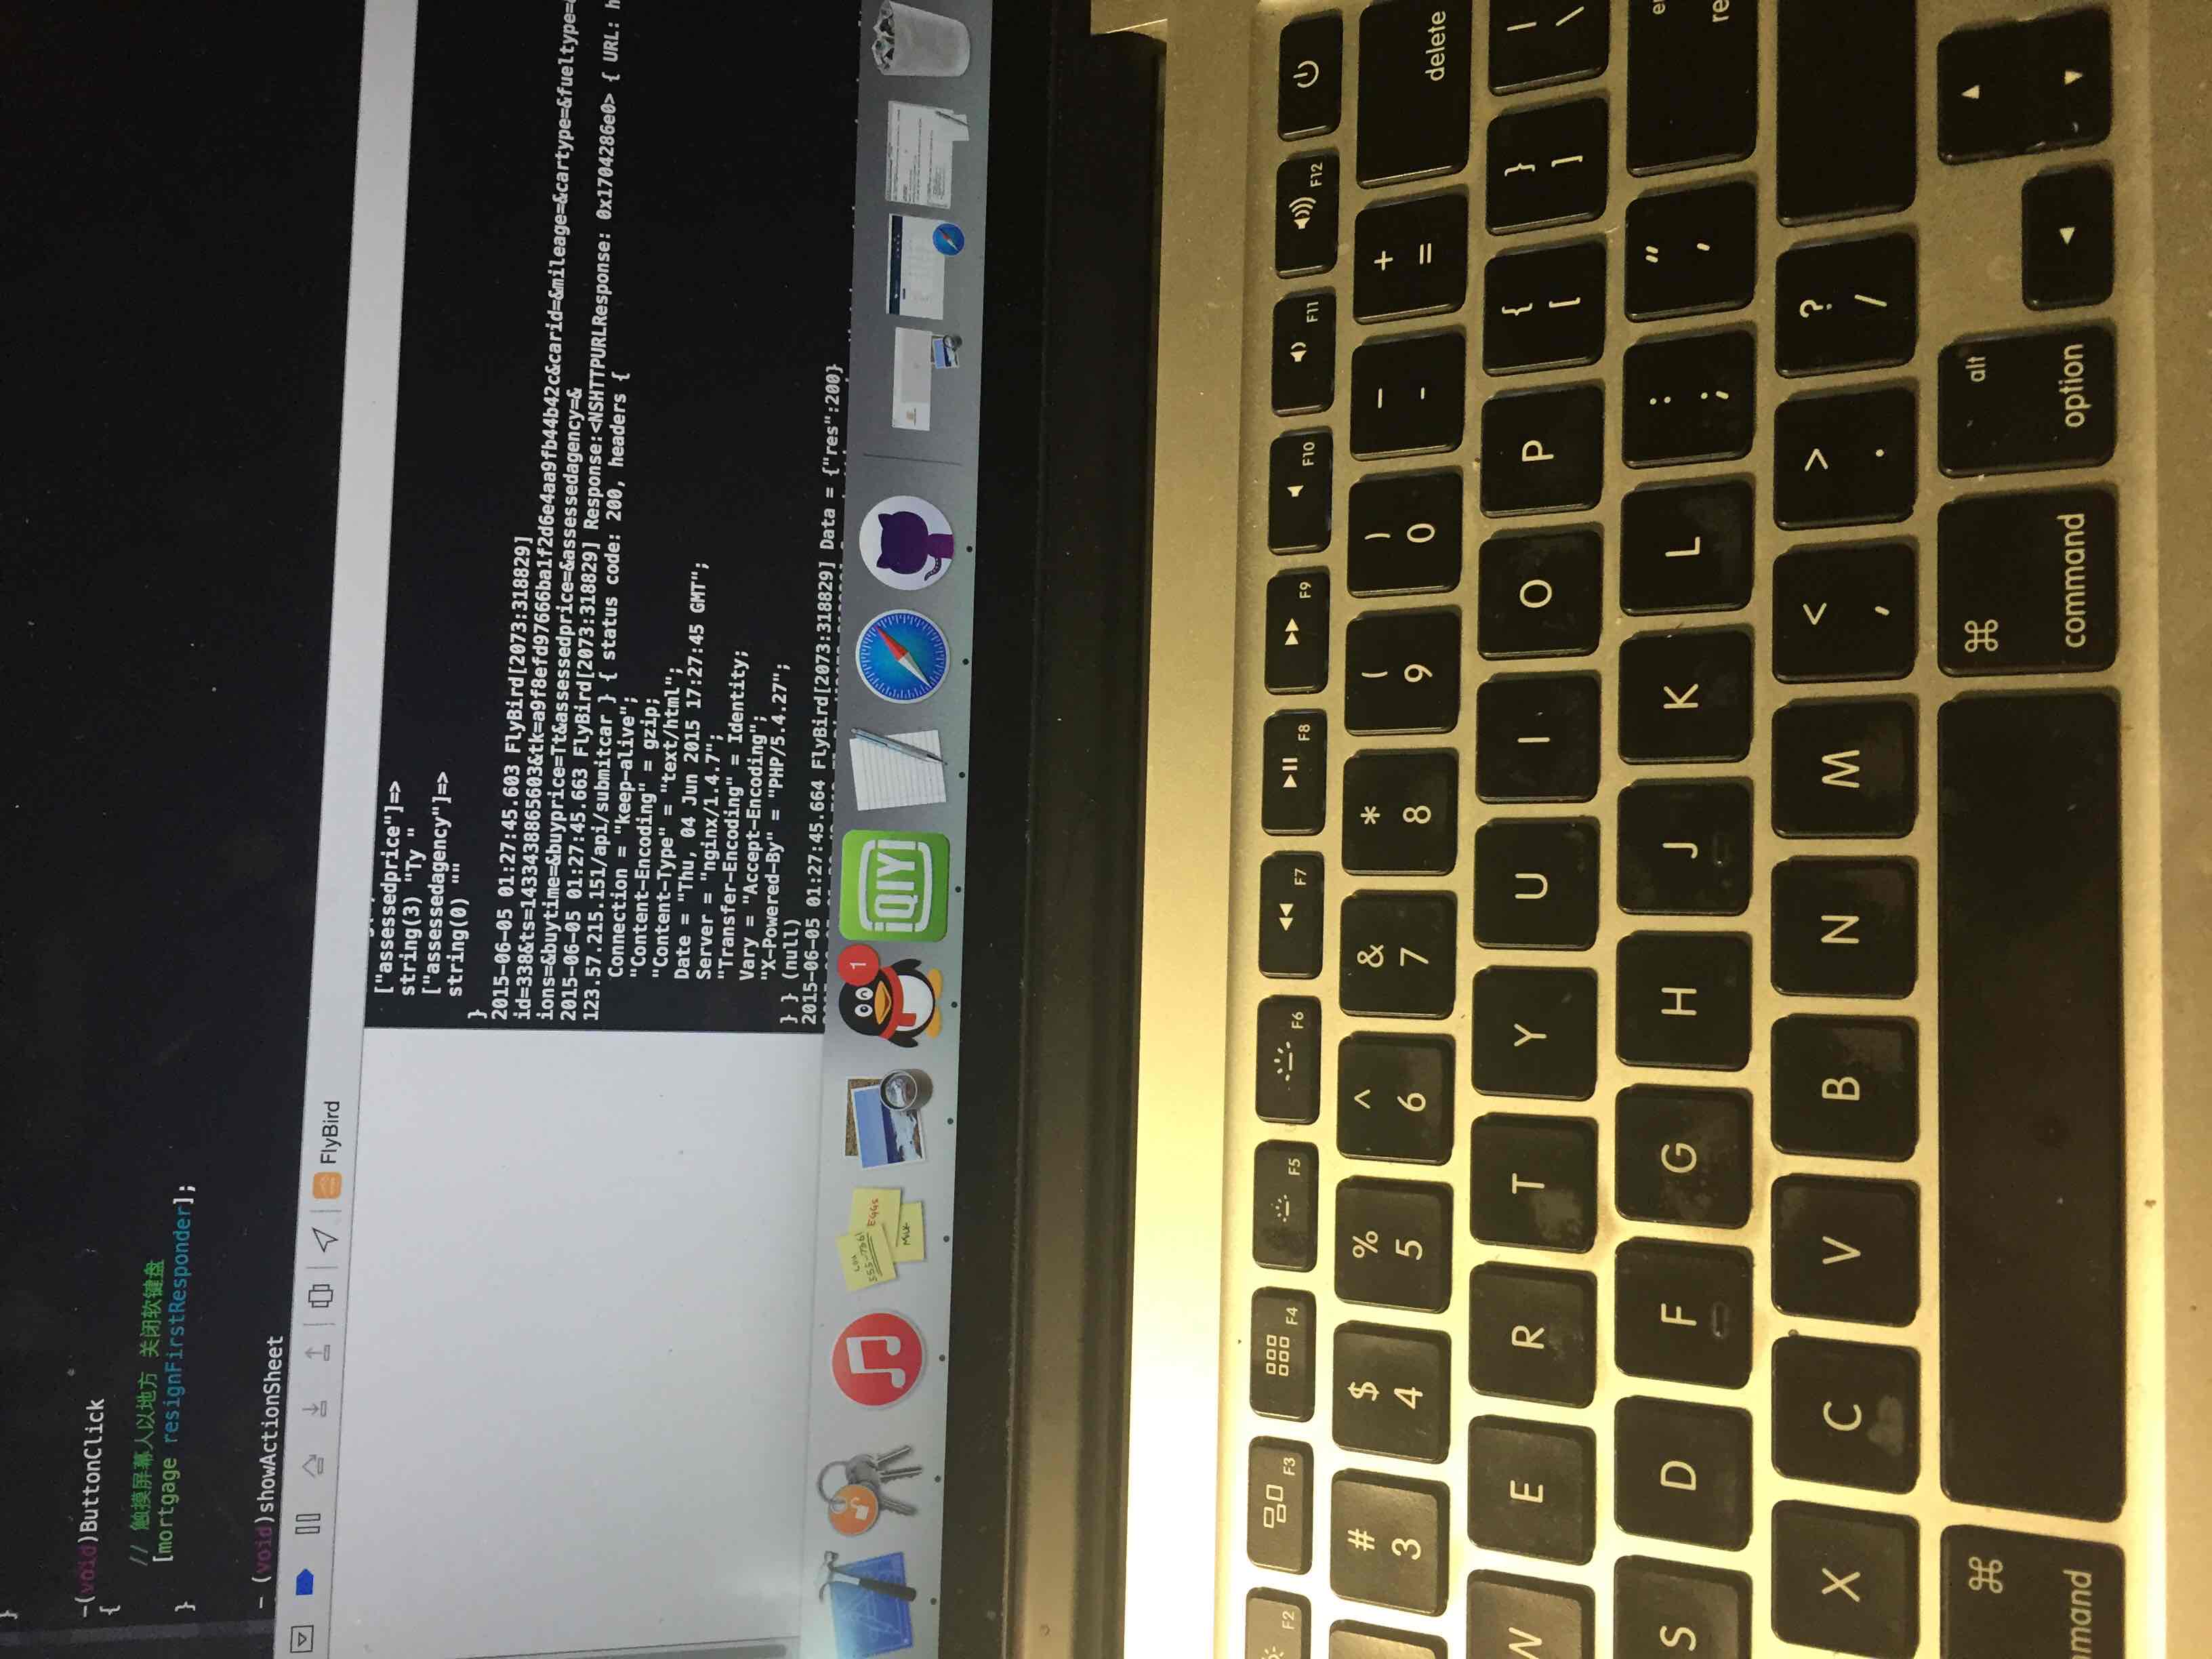 }
-(void)ButtonClick
{
// 触摸屏幕人以地方 关闭软键盘
[mortgage resignFirstResponder];
}
- (void)showActionSheet
FlyBird
["assessedprice"]=>
string(3) "Ty "
["assessedagency"]=>
string(0) ""
}
2015-06-05 01:27:45.603 FlyBird[2073:318829]
id=338&ts=1433438865603&tk=a9f8efd97666ba1f2d6e4aa9fb44b42c&carid=&mileage=&cartype=&fueltype=&
ions=&buytime=&buyprice=Tt&assessedprice=&assessedagency=&
2015-06-05 01:27:45.663 FlyBird[2073:318829] Response:<NSHTTPURLResponse: 0x1704286e0> { URL: h
123.57.215.151/api/submitcar } { status code: 200, headers {
Connection = "keep-alive";
"Content-Encoding" = gzip;
"Content-Type" = "text/html";
Date = "Thu, 04 Jun 2015 17:27:45 GMT";
Server = "nginx/1.4.7";
"Transfer-Encoding" = Identity;
Vary = "Accept-Encoding";
"X-Powered-By" = "PHP/5.4.27";
} } (null)
2015-06-05 01:27:45.664 FlyBird[2073:318829] Data = {"res":200}
555-7361
EGGS
MILK
1
iQIYI
F2 F3 F4 F5 F6 F7 F8 F9 F10 F11 F12
# $ % ^ & * ( ) — +
3 4 5 6 7 8 9 0 - =
delete
W E R T Y U I O P { } |
[ ] \
S D F G H J K L : "
; '
X C V B N M < > ?
, . /
⌘ ⌘ alt ▲
mand command option ◀ ▼